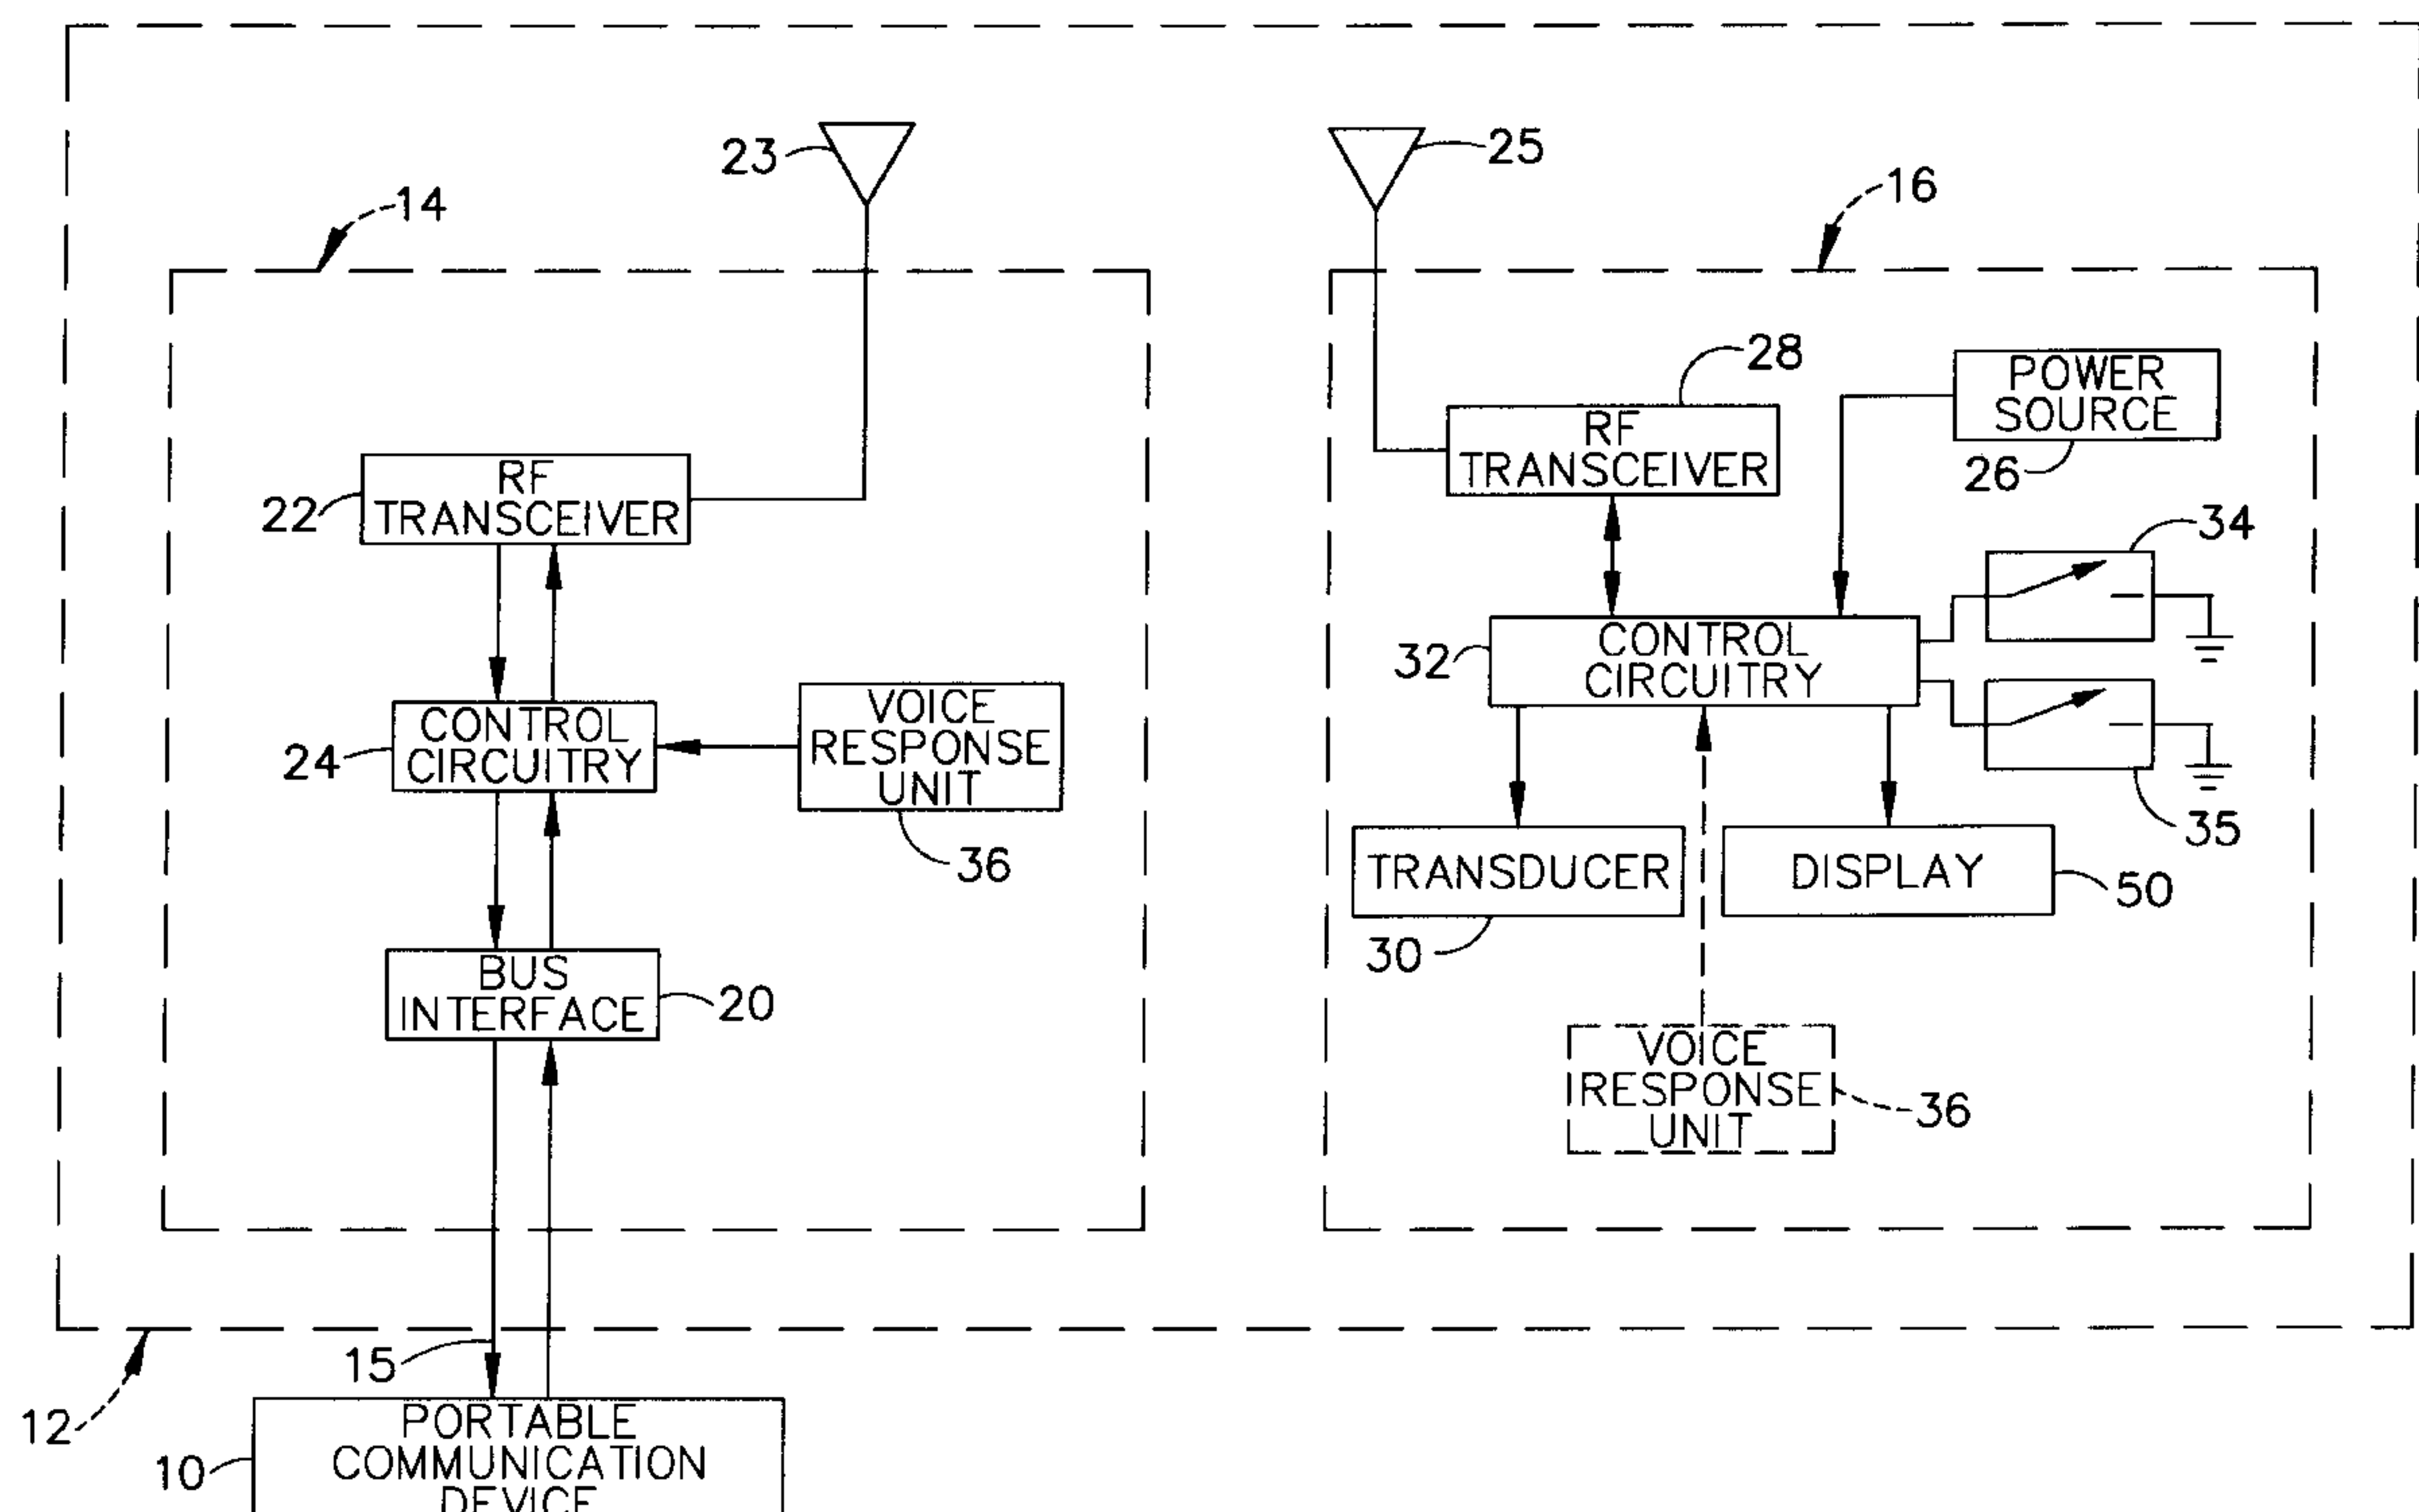 23
25
14
16
28
POWER
SOURCE
26
RF
TRANSCEIVER
22
RF
TRANSCEIVER
34
32
CONTROL
CIRCUITRY
35
24
CONTROL
CIRCUITRY
VOICE
RESPONSE
UNIT
36
TRANSDUCER
30
DISPLAY
50
BUS
INTERFACE
20
VOICE
RESPONSE
UNIT
36
15
12
10
PORTABLE
COMMUNICATION
DEVICE